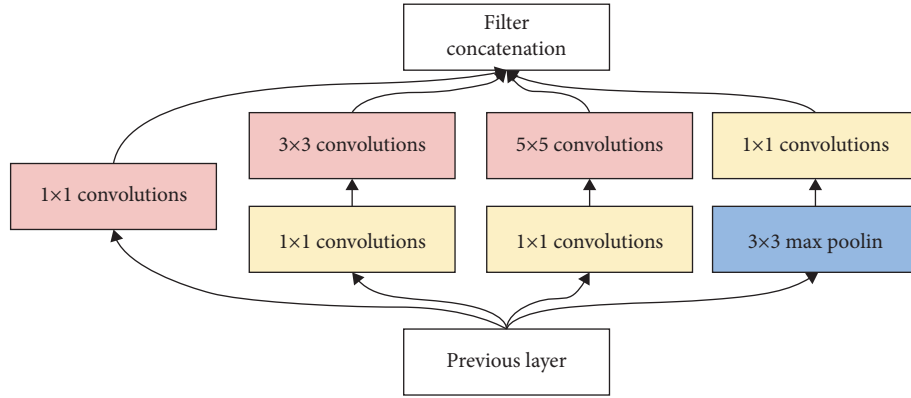 Filter
concatenation
3×3 convolutions
5×5 convolutions
1×1 convolutions
1×1 convolutions
1×1 convolutions
1×1 convolutions
3×3 max poolin
Previous layer